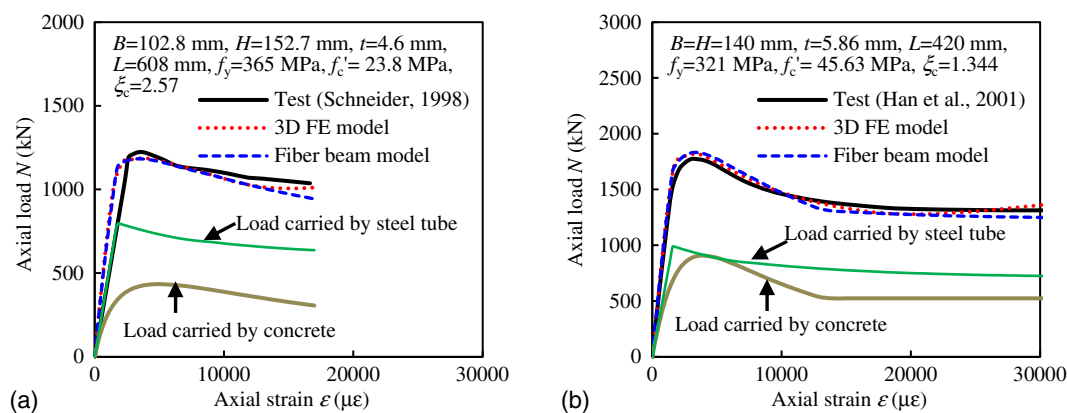 2000
1500
1000
500
0
Axial load N (kN)
B=102.8 mm, H=152.7 mm, t=4.6 mm,
L=608 mm, fy=365 MPa, fc'= 23.8 MPa,
ξc=2.57
Test (Schneider, 1998)
3D FE model
Fiber beam model
Load carried by steel tube
Load carried by concrete
0 10000 20000 30000
Axial strain ε (με)
(a)
3000
2500
2000
1500
1000
500
0
Axial load N (kN)
B=H=140 mm, t=5.86 mm, L=420 mm,
fy=321 MPa, fc'= 45.63 MPa, ξc=1.344
Test (Han et al., 2001)
3D FE model
Fiber beam model
Load carried by steel tube
Load carried by concrete
0 10000 20000 30000
Axial strain ε (με)
(b)